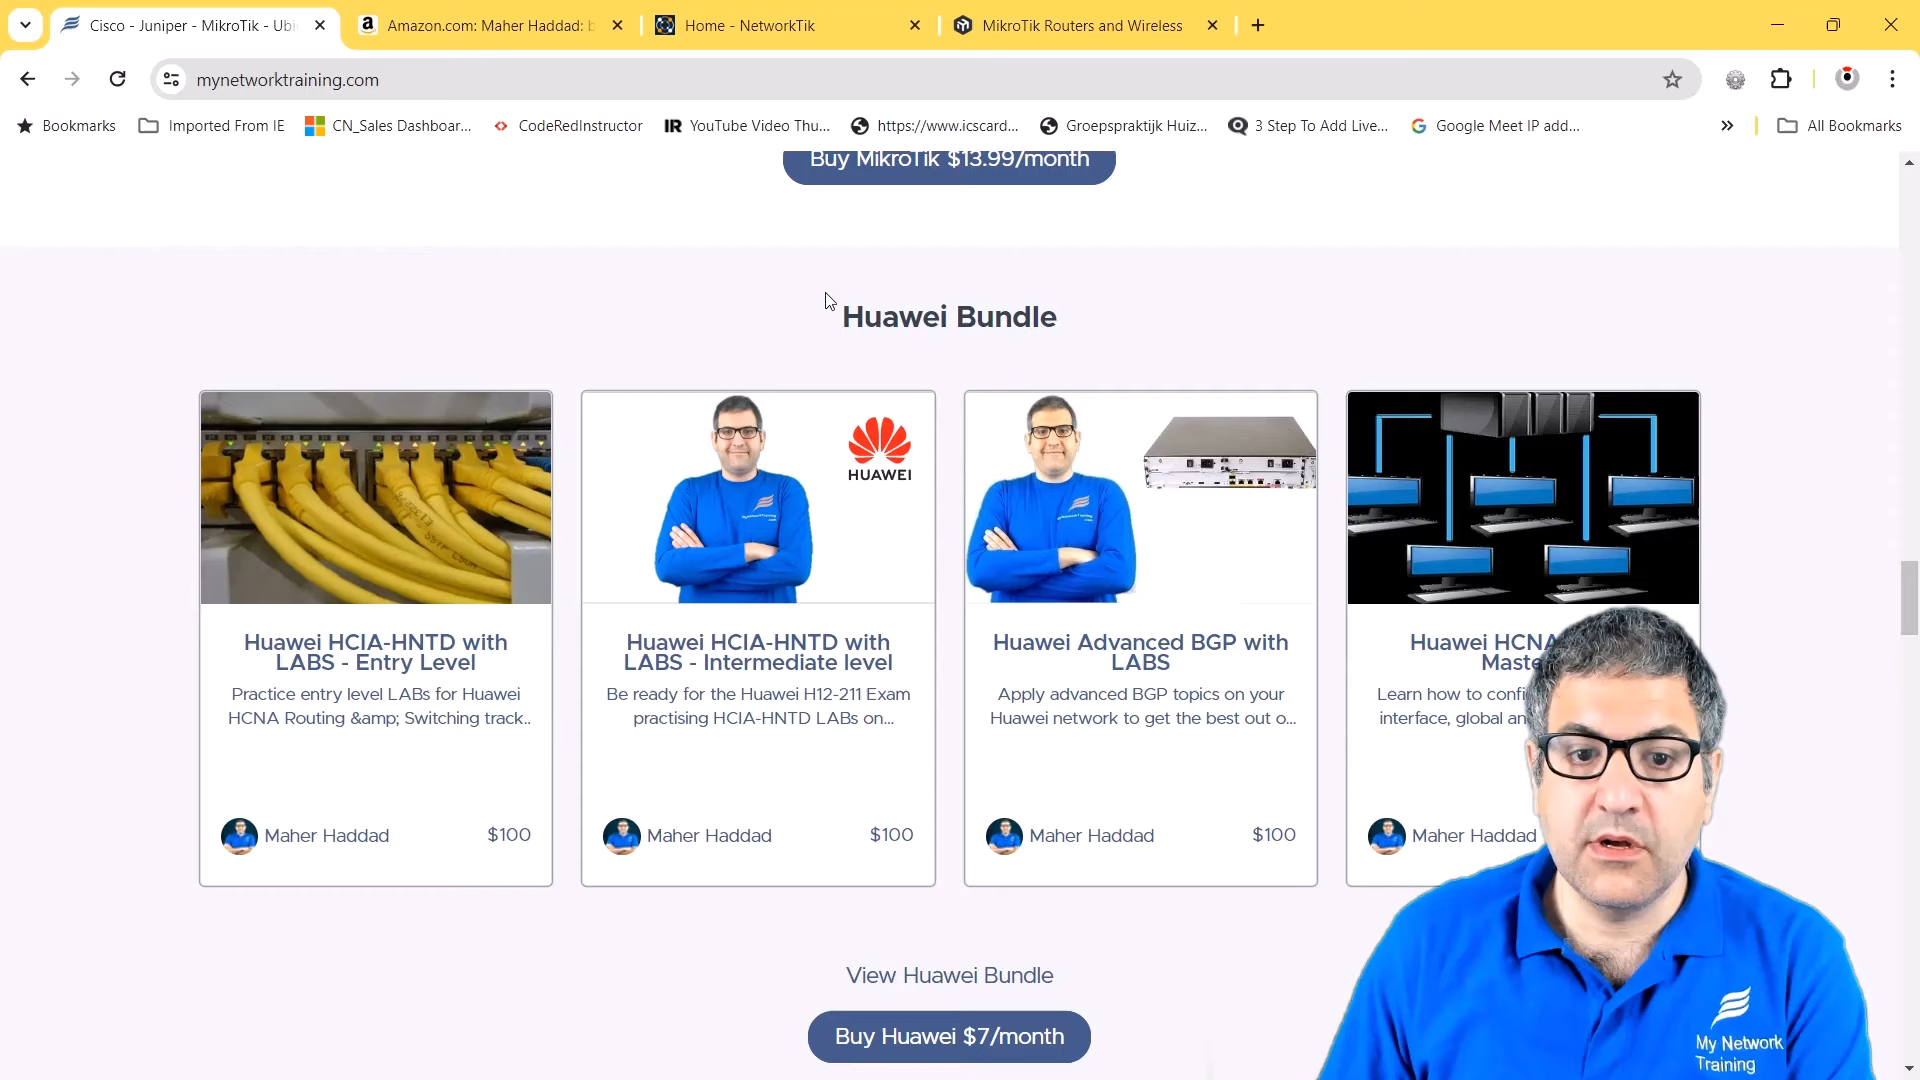 Cisco - Juniper - MikroTik - Ubi
Amazon.com: Maher Haddad: b
Home - NetworkTik
MikroTik Routers and Wireless
mynetworktraining.com
Bookmarks
Imported From IE
CN_Sales Dashboar...
CodeRedInstructor
IR YouTube Video Thu...
https://www.icscard...
Groepspraktijk Huiz...
3 Step To Add Live...
Google Meet IP add...
All Bookmarks
Buy MikroTik $13.99/month
Huawei Bundle
HUAWEI
Huawei HCIA-HNTD with
LABS - Entry Level
Practice entry level LABs for Huawei
HCNA Routing &amp; Switching track..
Maher Haddad $100
Huawei HCIA-HNTD with
LABS - Intermediate level
Be ready for the Huawei H12-211 Exam
practising HCIA-HNTD LABs on...
Maher Haddad $100
Huawei Advanced BGP with
LABS
Apply advanced BGP topics on your
Huawei network to get the best out o...
Maher Haddad $100
Huawei HCNA
Maste
Learn how to confi
interface, global an
Maher Haddad
View Huawei Bundle
Buy Huawei $7/month
My Network
Training